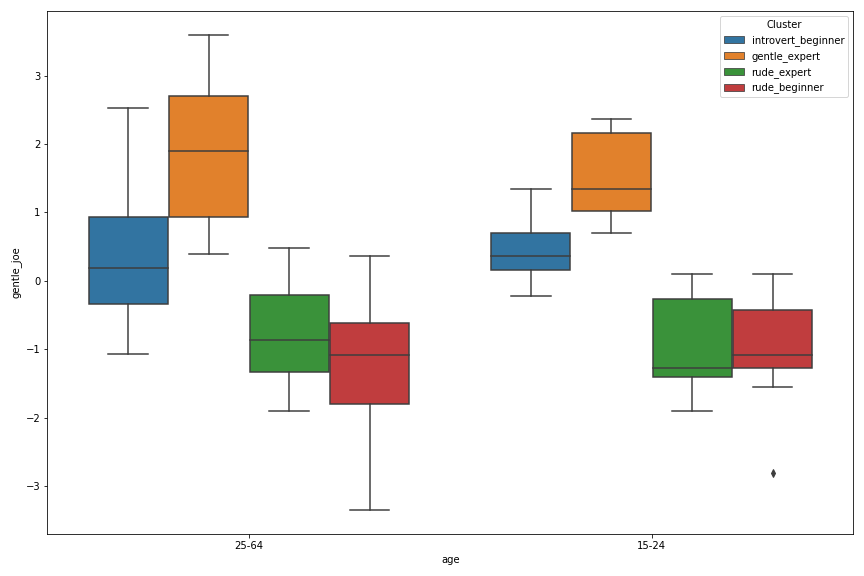 Cluster
introvert_beginner
gentle_expert
rude_expert
rude_beginner
gentle_joe
3
2
1
0
−1
−2
−3
25-64
15-24
age